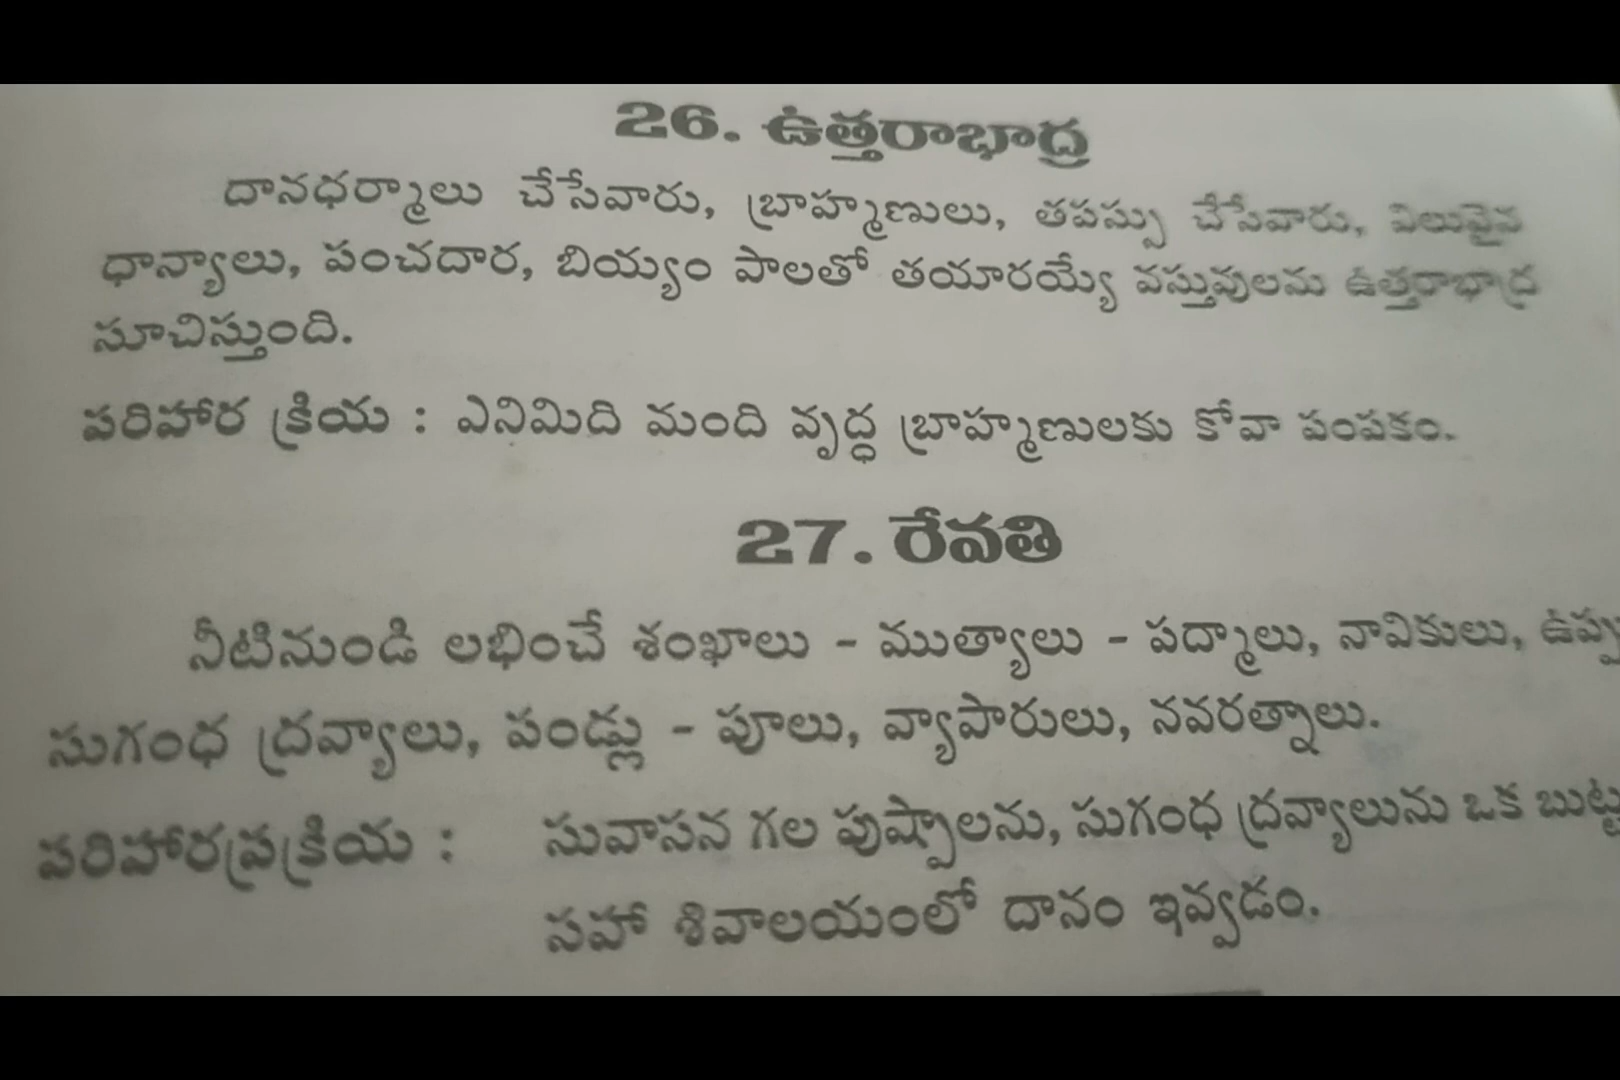 26. ఉత్తరాభాద్ర
దానధర్మాలు చేసేవారు, బ్రాహ్మణులు, తపస్సు చేసేవారు, విలువైన
ధాన్యాలు, పంచదార, బియ్యం పాలతో తయారయ్యే వస్తువులను ఉత్తరాభాద్ర
సూచిస్తుంది.
పరిహార క్రియ : ఎనిమిది మంది వృద్ధ బ్రాహ్మణులకు కోవా పంపకం.
27. రేవతి
నీటినుండి లభించే శంఖాలు - ముత్యాలు - పద్మాలు, నావికులు, ఉప్పు
సుగంధ ద్రవ్యాలు, పండ్లు - పూలు, వ్యాపారులు, నవరత్నాలు.
పరిహారప్రక్రియ : సువాసన గల పుష్పాలను, సుగంధ ద్రవ్యాలును ఒక బుట్ట
సహా శివాలయంలో దానం ఇవ్వడం.